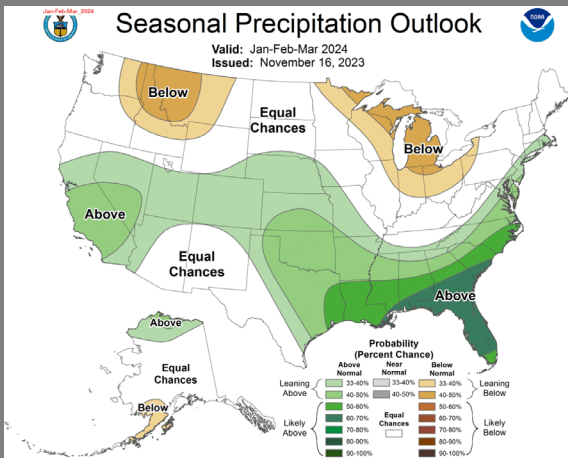 Jan-Feb-Mar 2024
Seasonal Precipitation Outlook
Valid: Jan-Feb-Mar 2024
Issued: November 16, 2023
NOAA
Below
Equal
Chances
Below
Above
Equal
Chances
Above
Above
Equal
Chances
Below
Probability
(Percent Chance)
Above
Normal
Near
Normal
Below
Normal
Leaning
Above
33-40%
40-50%
33-40%
40-50%
33-40%
40-50%
Leaning
Below
Likely
Above
50-60%
60-70%
70-80%
80-90%
90-100%
Equal
Chances
50-60%
60-70%
70-80%
80-90%
90-100%
Likely
Below